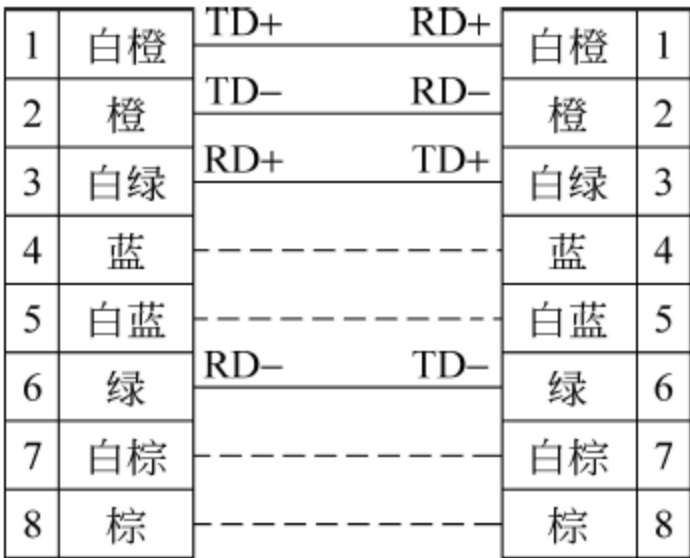 1 白橙 TD+ RD+ 白橙 1
2 橙 TD– RD– 橙 2
3 白绿 RD+ TD+ 白绿 3
4 蓝 蓝 4
5 白蓝 白蓝 5
6 绿 RD– TD– 绿 6
7 白棕 白棕 7
8 棕 棕 8